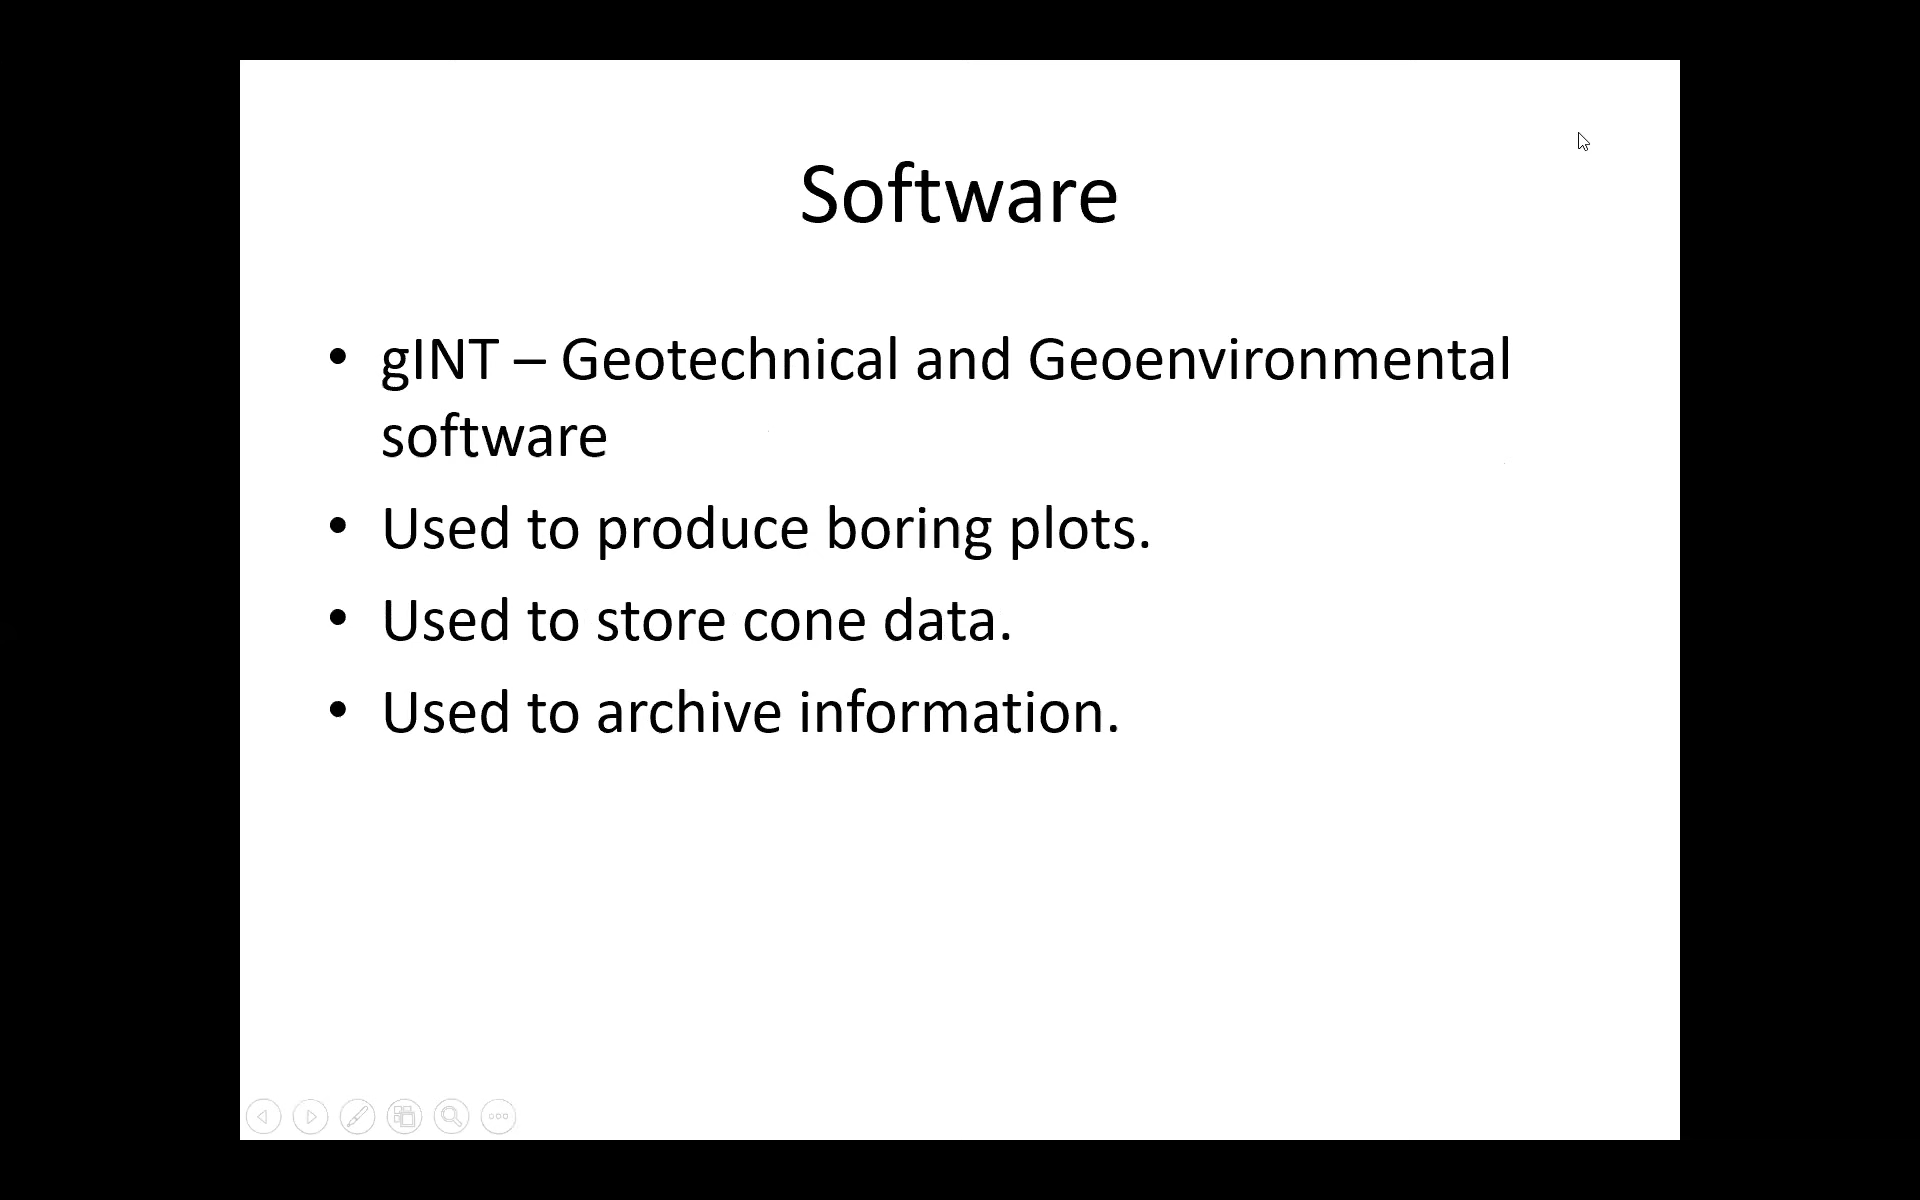 Software
• gINT – Geotechnical and Geoenvironmental
software
• Used to produce boring plots.
• Used to store cone data.
• Used to archive information.